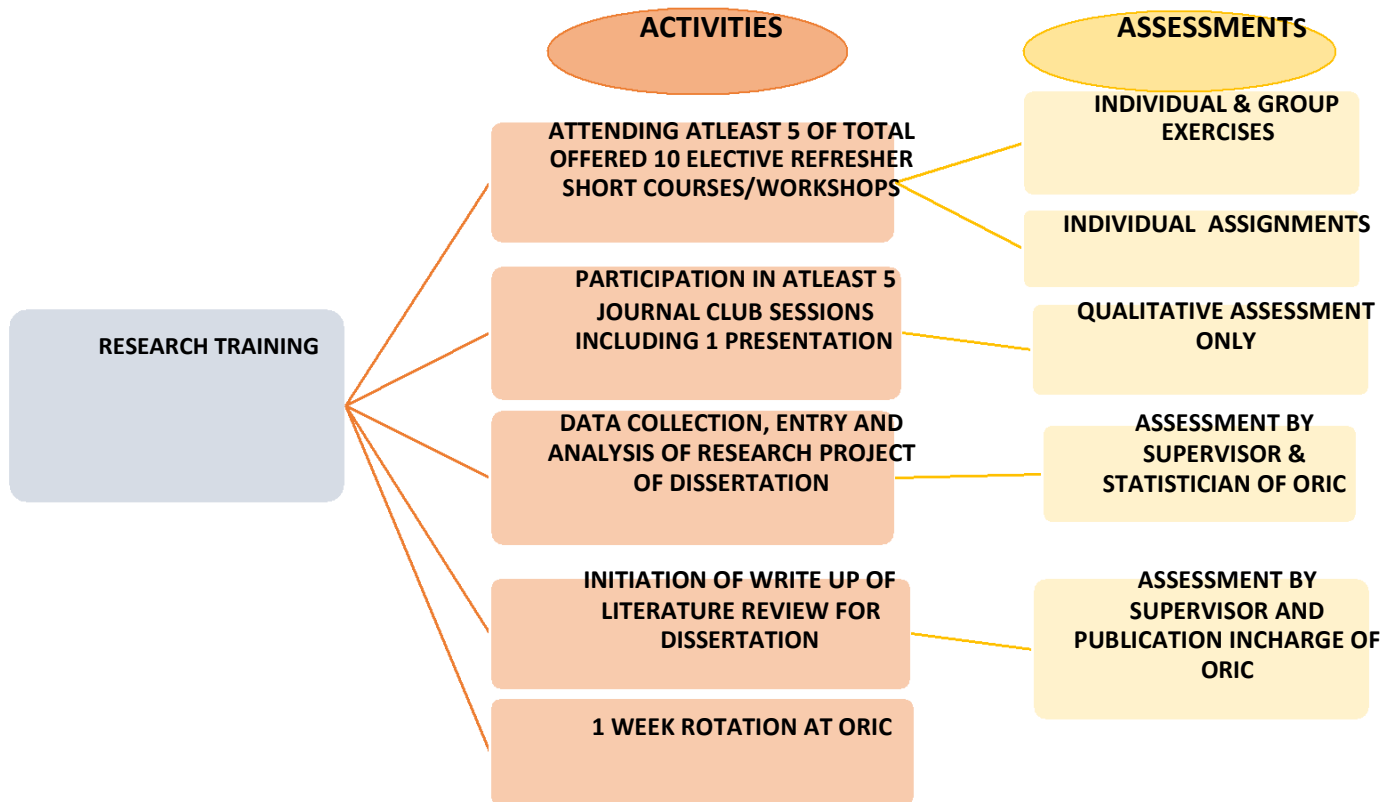 ACTIVITIES
ASSESSMENTS
RESEARCH TRAINING
ATTENDING ATLEAST 5 OF TOTAL
OFFERED 10 ELECTIVE REFRESHER
SHORT COURSES/WORKSHOPS
INDIVIDUAL & GROUP
EXERCISES
INDIVIDUAL ASSIGNMENTS
PARTICIPATION IN ATLEAST 5
JOURNAL CLUB SESSIONS
INCLUDING 1 PRESENTATION
QUALITATIVE ASSESSMENT
ONLY
DATA COLLECTION, ENTRY AND
ANALYSIS OF RESEARCH PROJECT
OF DISSERTATION
ASSESSMENT BY
SUPERVISOR &
STATISTICIAN OF ORIC
INITIATION OF WRITE UP OF
LITERATURE REVIEW FOR
DISSERTATION
ASSESSMENT BY
SUPERVISOR AND
PUBLICATION INCHARGE OF
ORIC
1 WEEK ROTATION AT ORIC